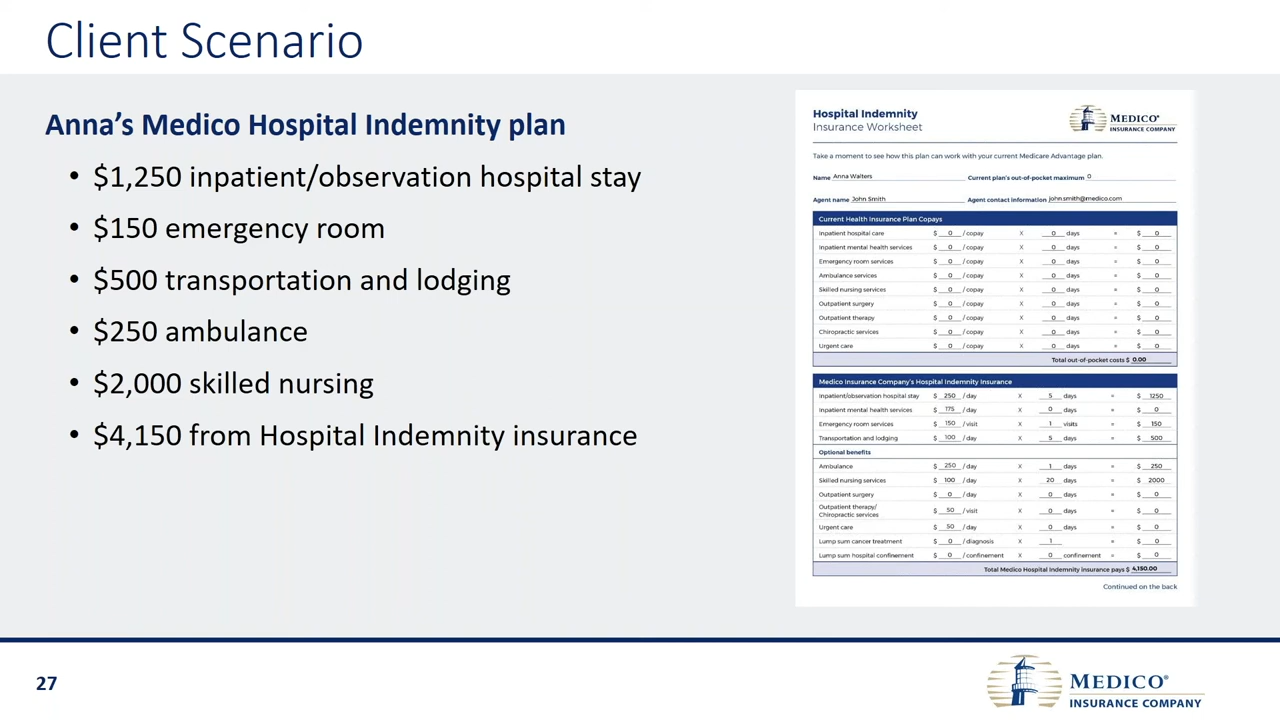 Client Scenario
Anna's Medico Hospital Indemnity plan
• $1,250 inpatient/observation hospital stay
• $150 emergency room
• $500 transportation and lodging
• $250 ambulance
• $2,000 skilled nursing
• $4,150 from Hospital Indemnity insurance
Hospital Indemnity
Insurance Worksheet
MEDICO®
INSURANCE COMPANY
Take a moment to see how this plan can work with your current Medicare Advantage plan.
Name Anna Walters Current plan's out-of-pocket maximum 0
Agent name John Smith Agent contact information john.smith@medico.com
Current Health Insurance Plan Copays
Inpatient hospital care $ 0 / copay X 0 days = $ 0
Inpatient mental health services $ 0 / copay X 0 days = $ 0
Emergency room services $ 0 / copay X 0 days = $ 0
Ambulance services $ 0 / copay X 0 days = $ 0
Skilled nursing services $ 0 / copay X 0 days = $ 0
Outpatient surgery $ 0 / copay X 0 days = $ 0
Outpatient therapy $ 0 / copay X 0 days = $ 0
Chiropractic services $ 0 / copay X 0 days = $ 0
Urgent care $ 0 / copay X 0 days = $ 0
Total out-of-pocket costs $ 0.00
Medico Insurance Company's Hospital Indemnity Insurance
Inpatient/observation hospital stay $ 250 / day X 5 days = $ 1250
Inpatient mental health services $ 175 / day X 0 days = $ 0
Emergency room services $ 150 / visit X 1 visits = $ 150
Transportation and lodging $ 100 / day X 5 days = $ 500
Optional benefits
Ambulance $ 250 / day X 1 days = $ 250
Skilled nursing services $ 100 / day X 20 days = $ 2000
Outpatient surgery $ 0 / day X 0 days = $ 0
Outpatient therapy/
Chiropractic services $ 50 / visit X 0 days = $ 0
Urgent care $ 50 / day X 0 days = $ 0
Lump sum cancer treatment $ 0 / diagnosis X 1 = $ 0
Lump sum hospital confinement $ 0 / confinement X 0 confinement = $ 0
Total Medico Hospital Indemnity insurance pays $ 4,150.00
Continued on the back
27
MEDICO®
INSURANCE COMPANY